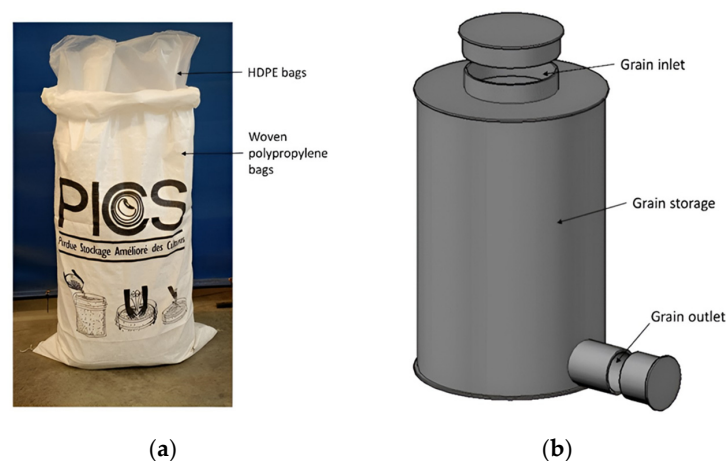 HDPE bags
Woven
polypropylene
bags
PICS
Purdue Stockage Amélioré des Cultures
(a)
Grain inlet
Grain storage
Grain outlet
(b)